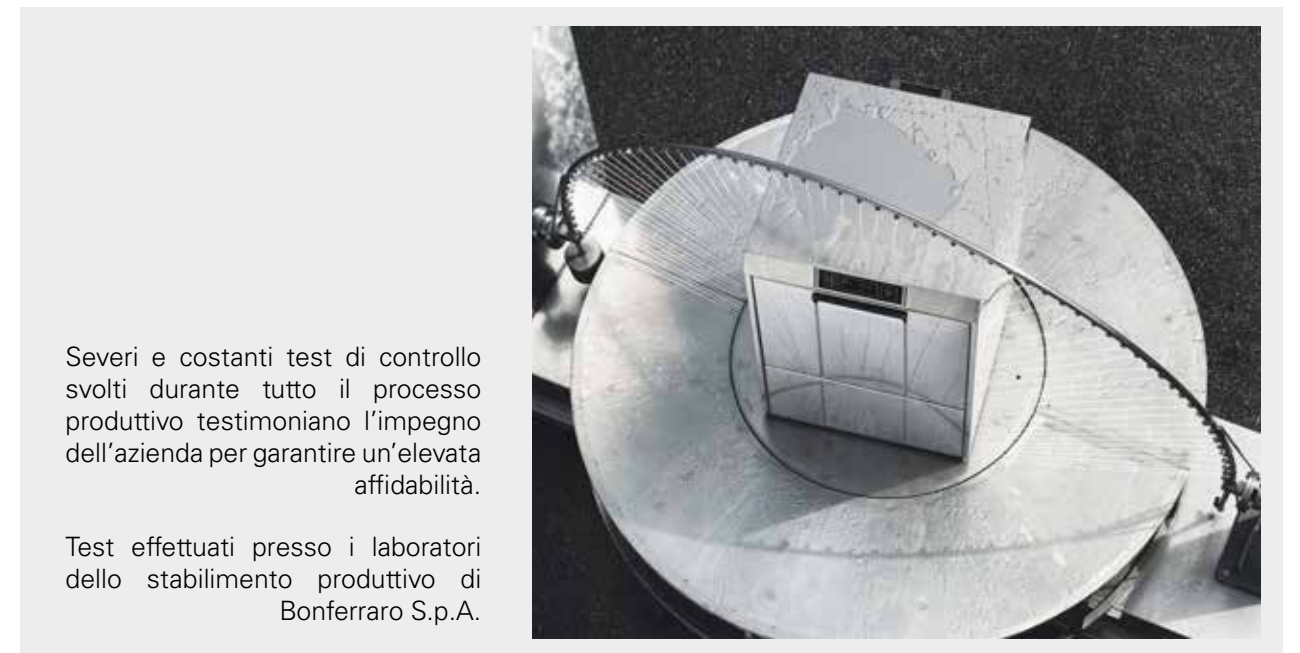 Severi e costanti test di controllo
svolti durante tutto il processo
produttivo testimoniano l’impegno
dell’azienda per garantire un’elevata
affidabilità.
Test effettuati presso i laboratori
dello stabilimento produttivo di
Bonferraro S.p.A.